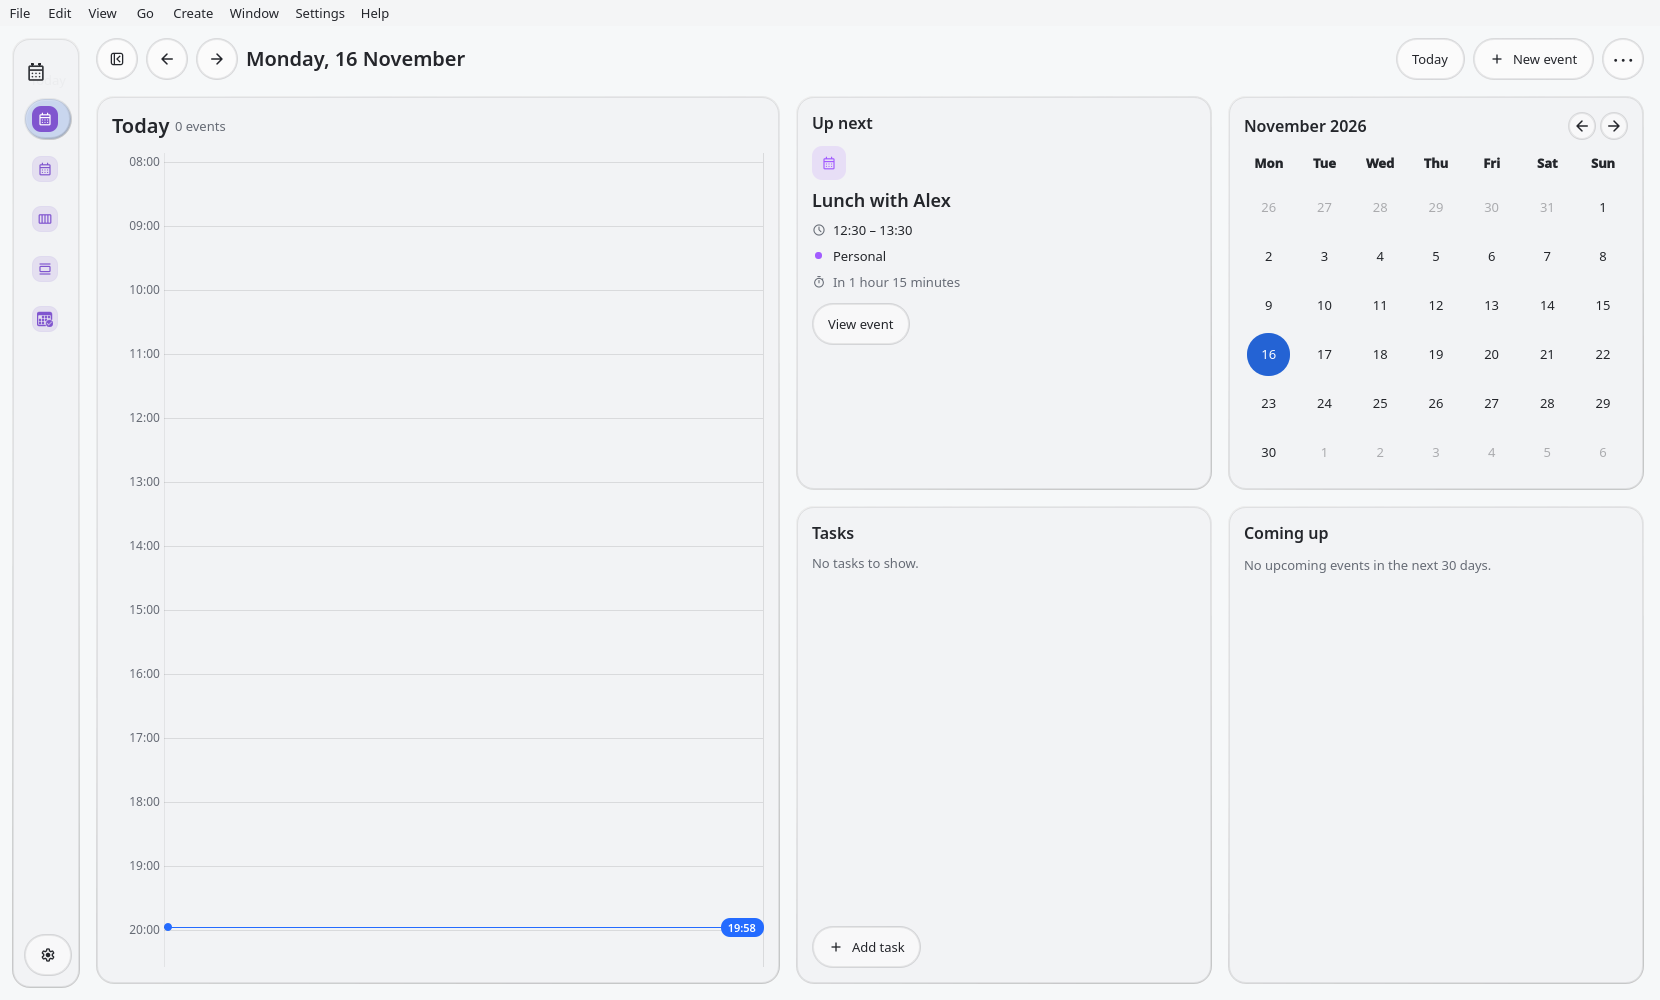 File Edit View Go Create Window Settings Help
Monday, 16 November
Today
+ New event
...
Today 0 events
08:00
09:00
10:00
11:00
12:00
13:00
14:00
15:00
16:00
17:00
18:00
19:00
20:00
19:58
Up next
Lunch with Alex
12:30 – 13:30
Personal
In 1 hour 15 minutes
View event
November 2026
Mon Tue Wed Thu Fri Sat Sun
26 27 28 29 30 31 1
2 3 4 5 6 7 8
9 10 11 12 13 14 15
16 17 18 19 20 21 22
23 24 25 26 27 28 29
30 1 2 3 4 5 6
Tasks
No tasks to show.
+ Add task
Coming up
No upcoming events in the next 30 days.